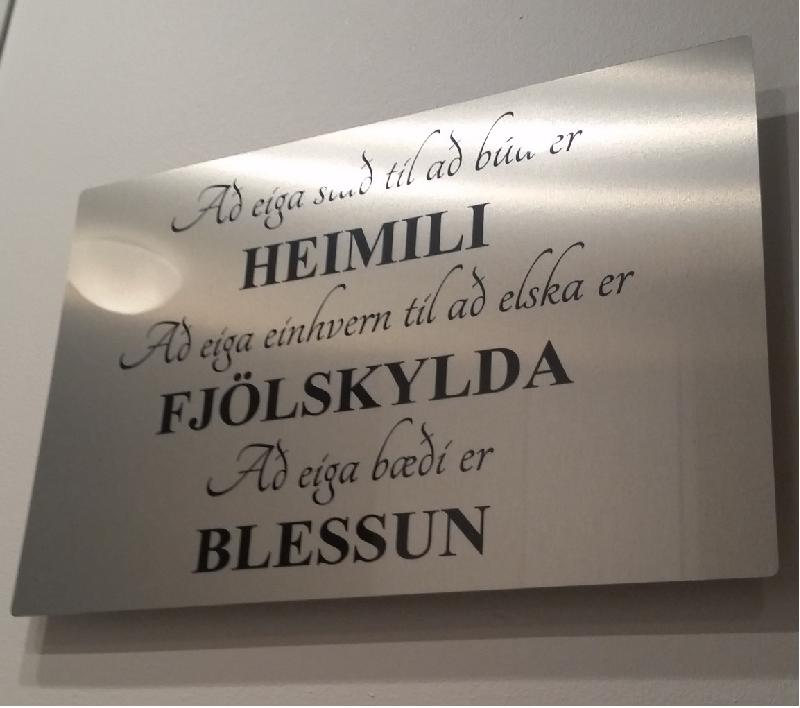 Að eiga til að er
HEIMILI
Að eiga einhvern til að elska er
FJÖLSKYLDA
Að eiga bæði er
BLESSUN